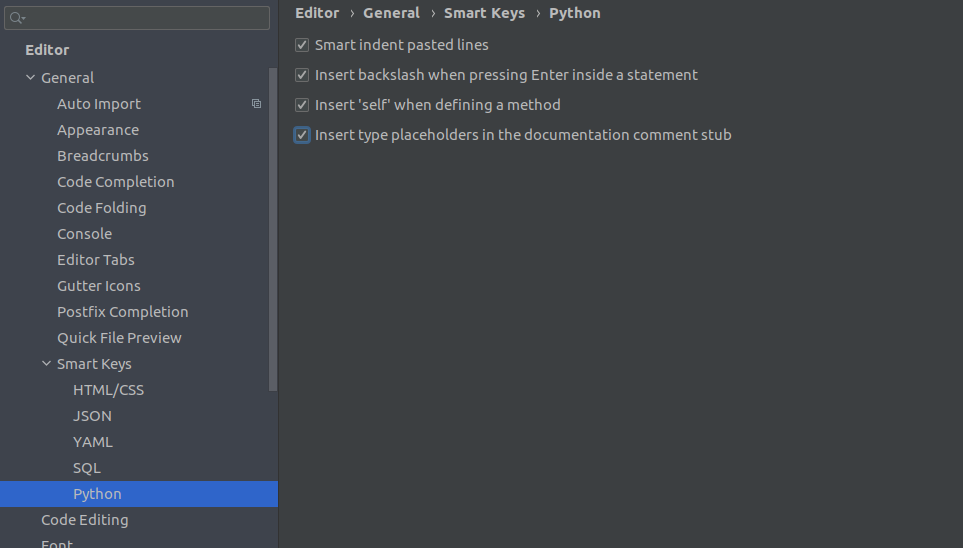 Editor
General
Auto Import
Appearance
Breadcrumbs
Code Completion
Code Folding
Console
Editor Tabs
Gutter Icons
Postfix Completion
Quick File Preview
Smart Keys
HTML/CSS
JSON
YAML
SQL
Python
Code Editing
Font
Editor › General › Smart Keys › Python
Smart indent pasted lines
Insert backslash when pressing Enter inside a statement
Insert 'self' when defining a method
Insert type placeholders in the documentation comment stub